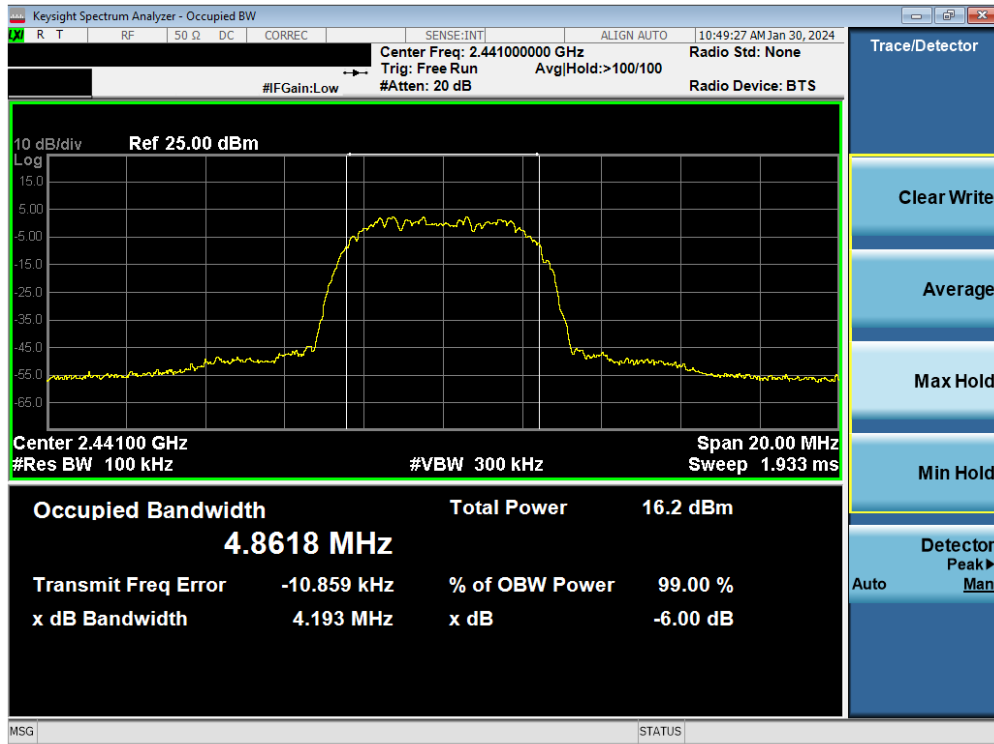 Keysight Spectrum Analyzer - Occupied BW
LXI R T RF 50 Ω DC CORREC SENSE:INT ALIGN AUTO 10:49:27 AM Jan 30, 2024
Center Freq: 2.441000000 GHz Radio Std: None
Trig: Free Run Avg|Hold:>100/100
#IFGain:Low #Atten: 20 dB Radio Device: BTS
10 dB/div Ref 25.00 dBm
Log
15.0
5.00
-5.00
-15.0
-25.0
-35.0
-45.0
-55.0
-65.0
Center 2.44100 GHz Span 20.00 MHz
#Res BW 100 kHz #VBW 300 kHz Sweep 1.933 ms
Occupied Bandwidth Total Power 16.2 dBm
4.8618 MHz
Transmit Freq Error -10.859 kHz % of OBW Power 99.00 %
x dB Bandwidth 4.193 MHz x dB -6.00 dB
MSG STATUS
Trace/Detector
Clear Write
Average
Max Hold
Min Hold
Detector
Peak▶
Auto Man